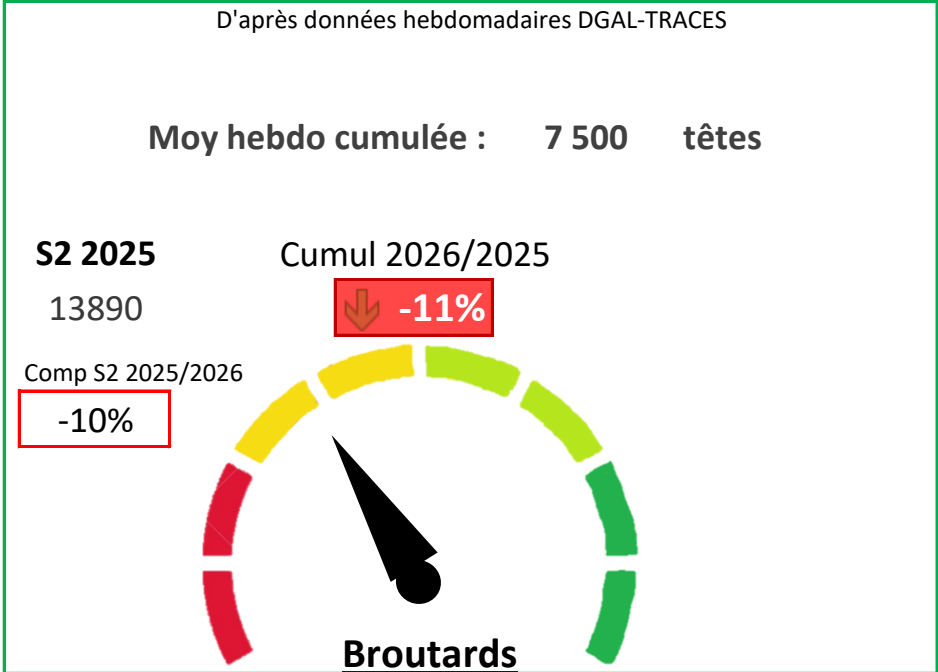 D'après données hebdomadaires DGAL-TRACES
Moy hebdo cumulée : 7 500 têtes
S2 2025 Cumul 2026/2025
13890 -11%
Comp S2 2025/2026
-10%
Broutards